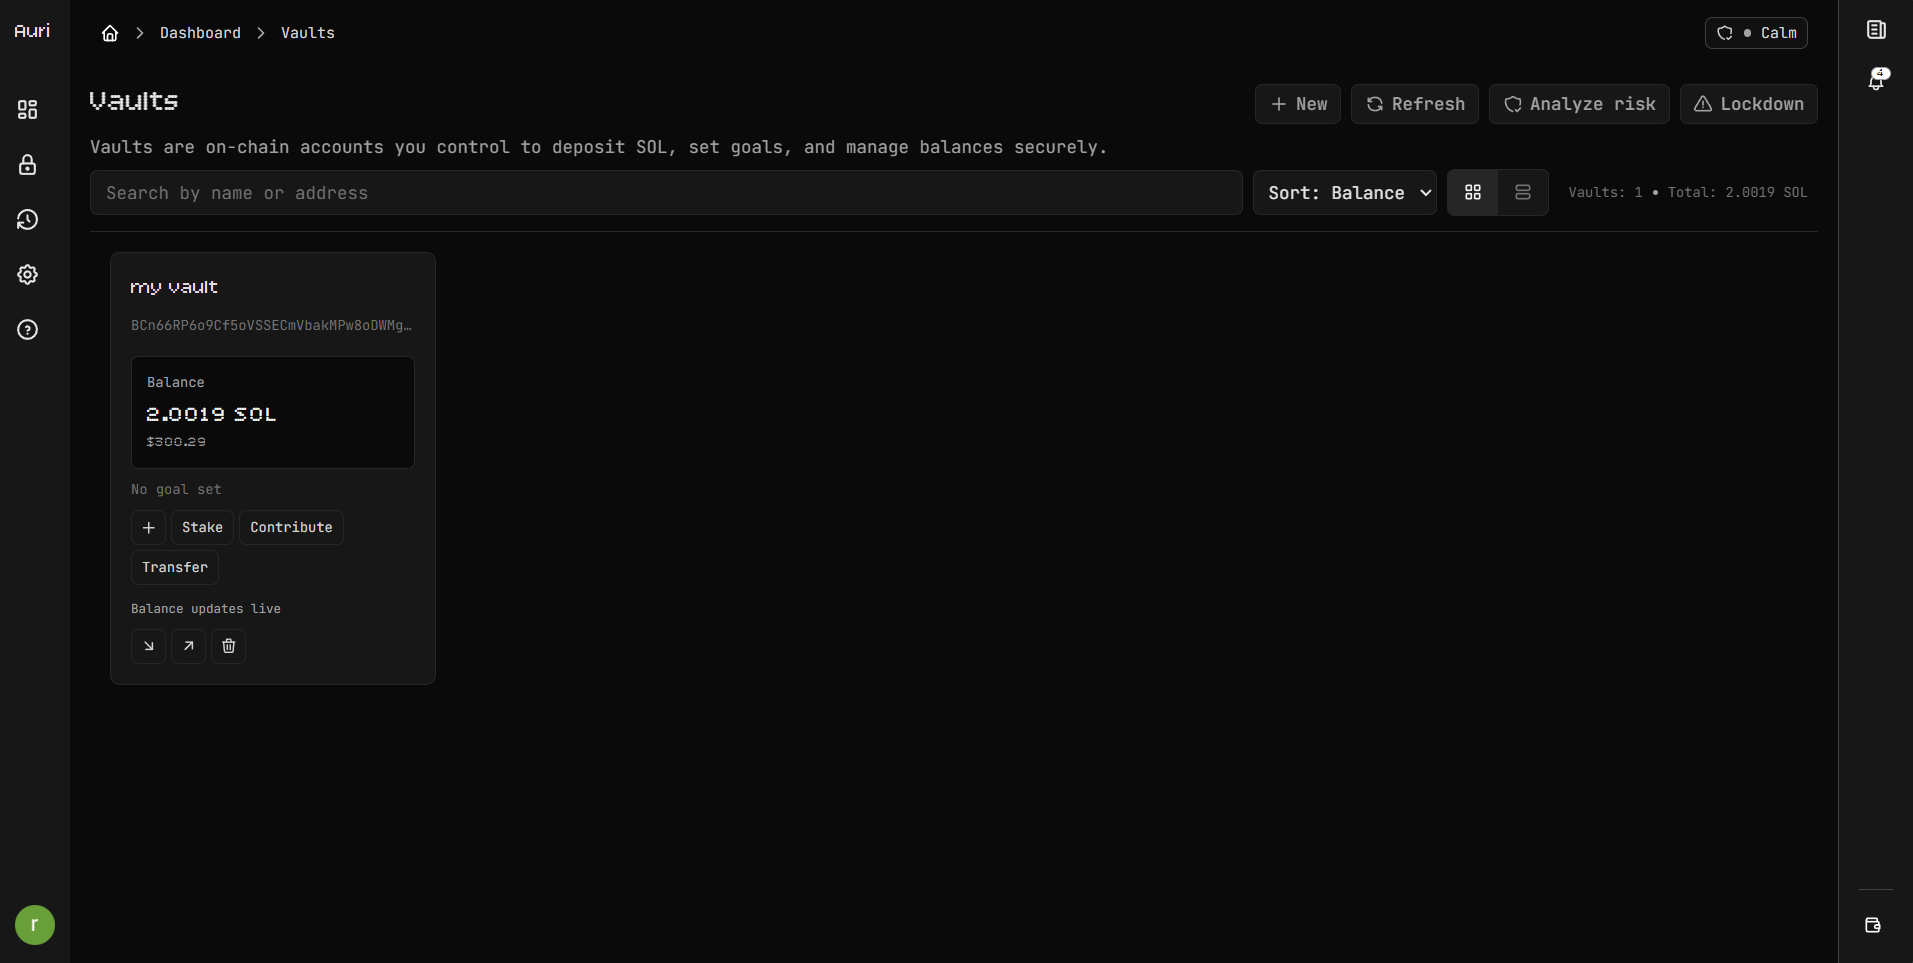 Auri
Dashboard Vaults
Calm
4
Vaults
New Refresh Analyze risk Lockdown
Vaults are on-chain accounts you control to deposit SOL, set goals, and manage balances securely.
Search by name or address
Sort: Balance
Vaults: 1 • Total: 2.0019 SOL
my vault
BCn66RP6o9Cf5oVSSECmVbakMPw8oDWMg…
Balance
2.0019 SOL
$300.29
No goal set
+ Stake Contribute
Transfer
Balance updates live
r